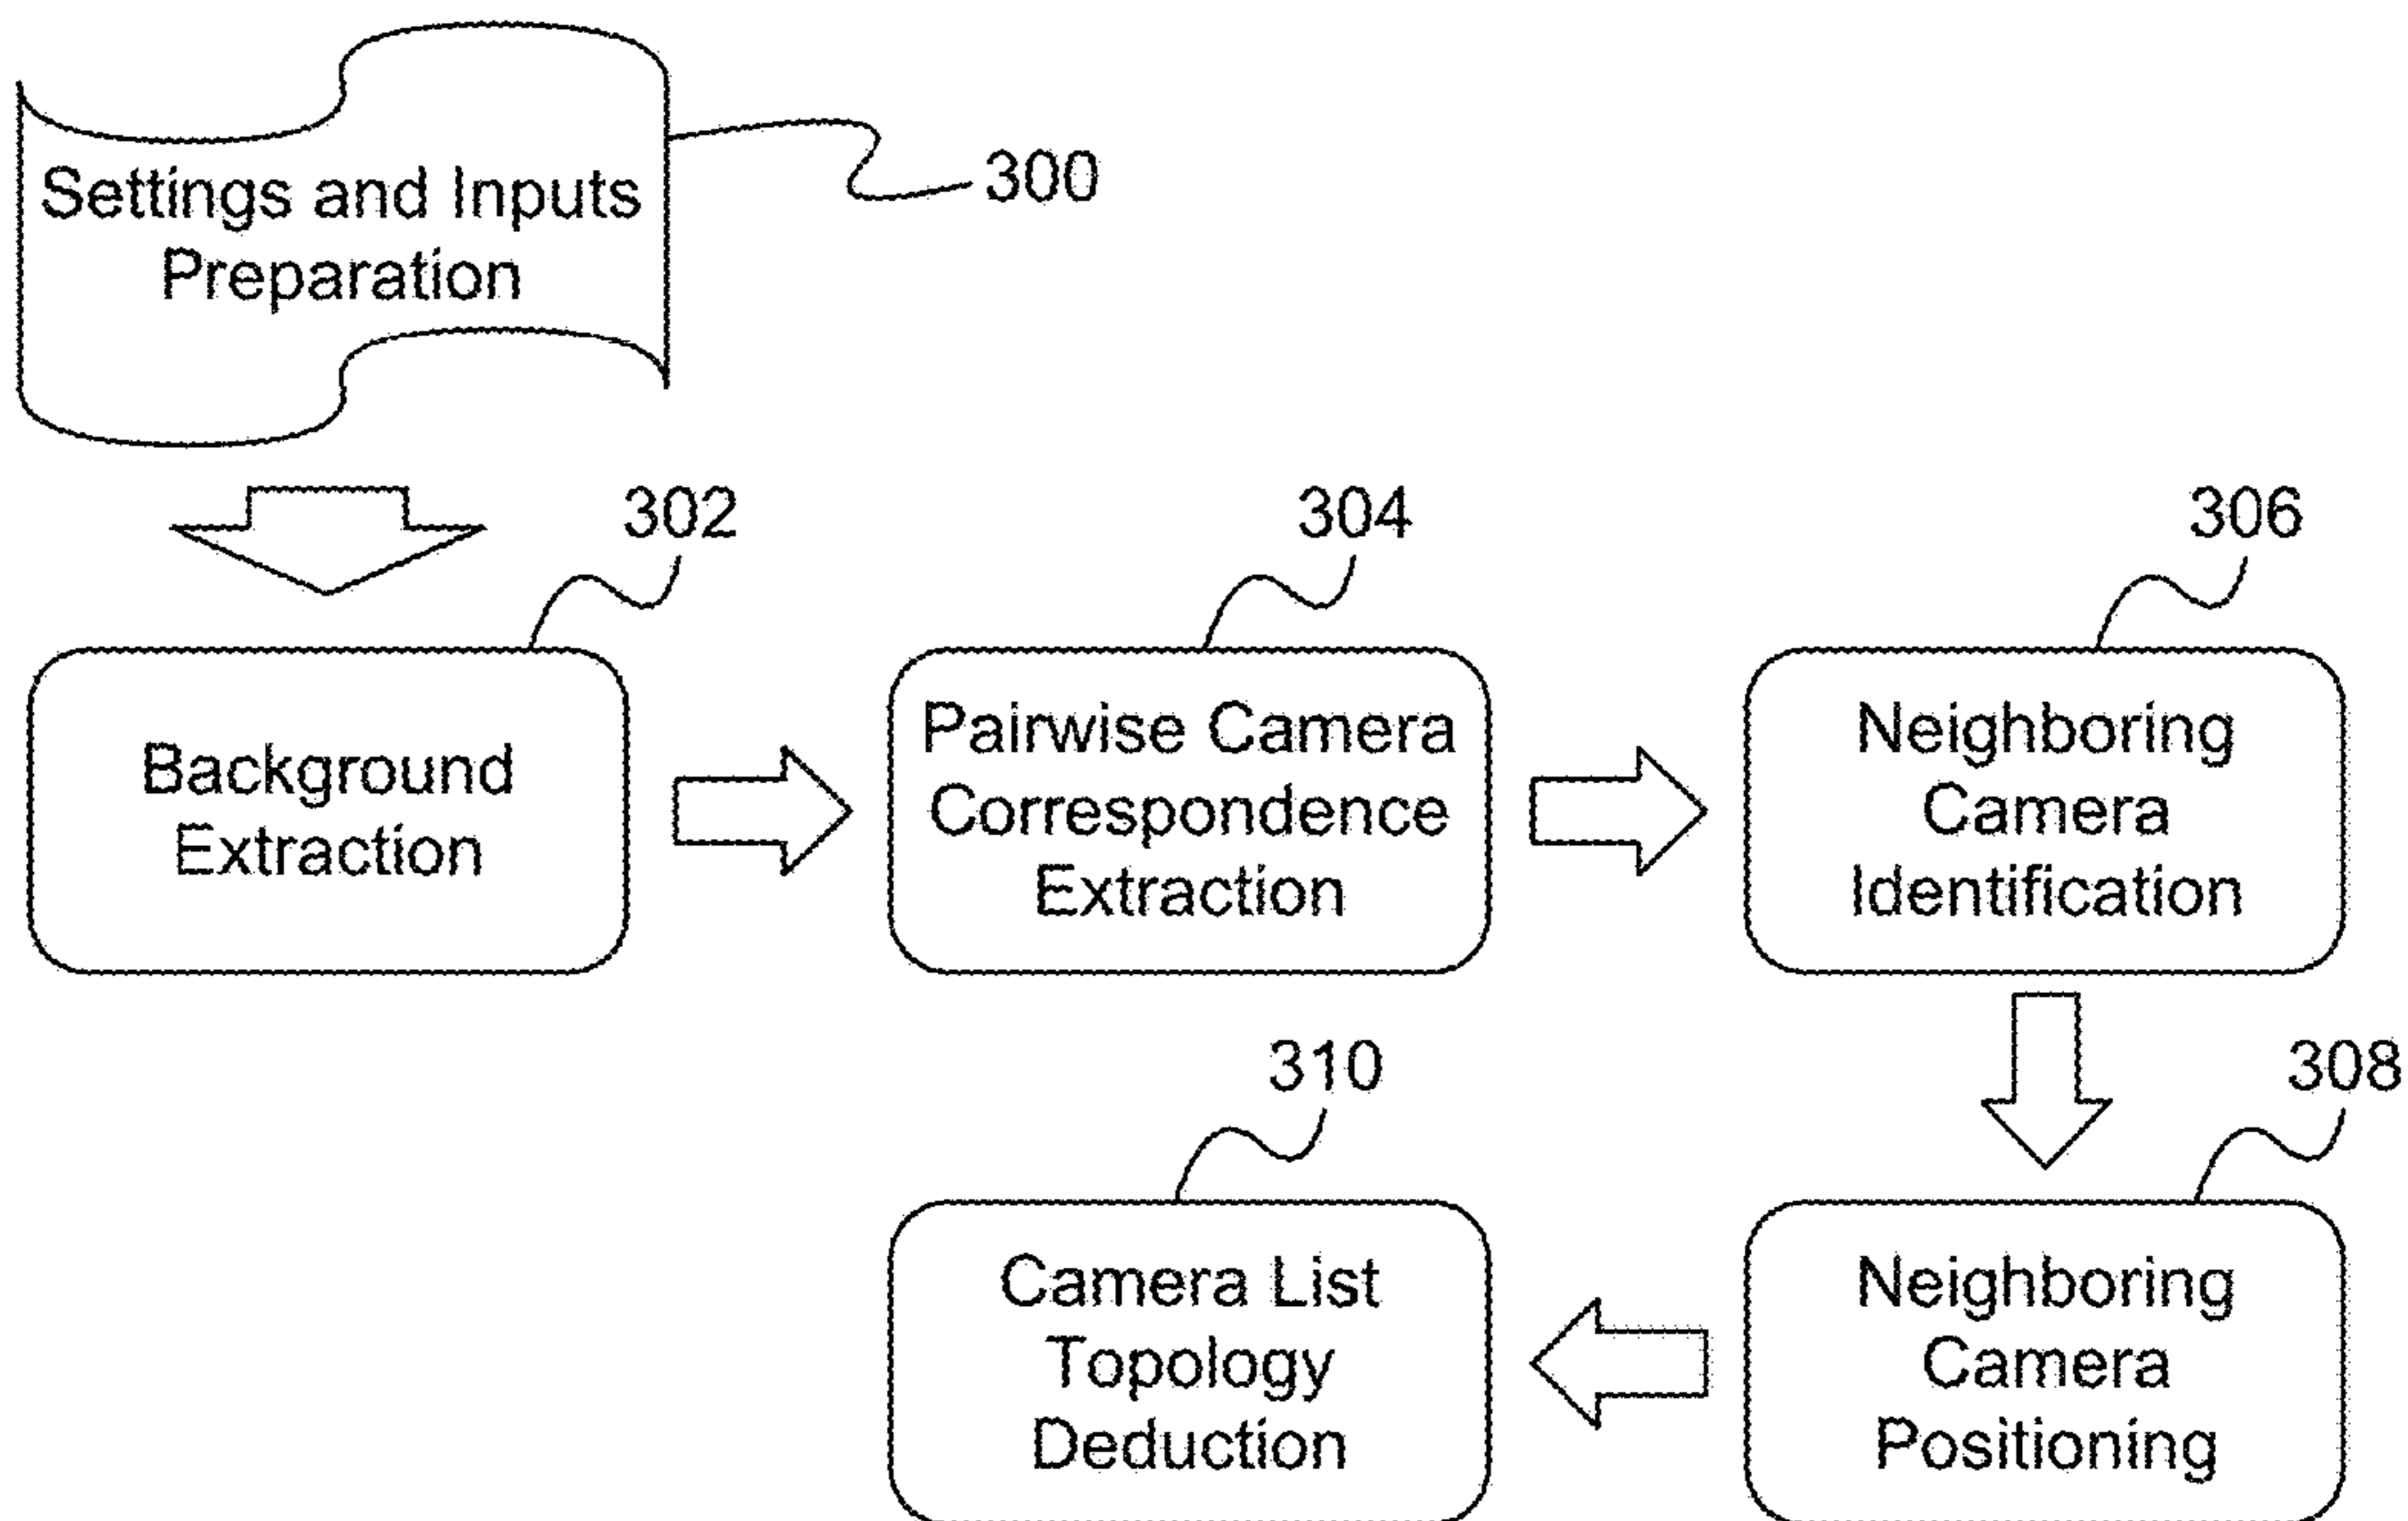 Settings and Inputs
Preparation
300
302
Background
Extraction
304
Pairwise Camera
Correspondence
Extraction
306
Neighboring
Camera
Identification
308
Neighboring
Camera
Positioning
310
Camera List
Topology
Deduction